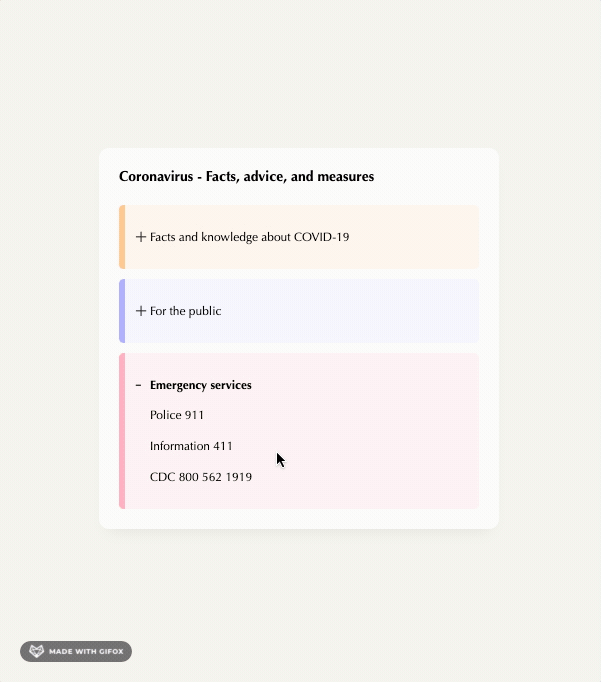 Coronavirus - Facts, advice, and measures
+ Facts and knowledge about COVID-19
+ For the public
– Emergency services
Police 911
Information 411
CDC 800 562 1919
MADE WITH GIFOX